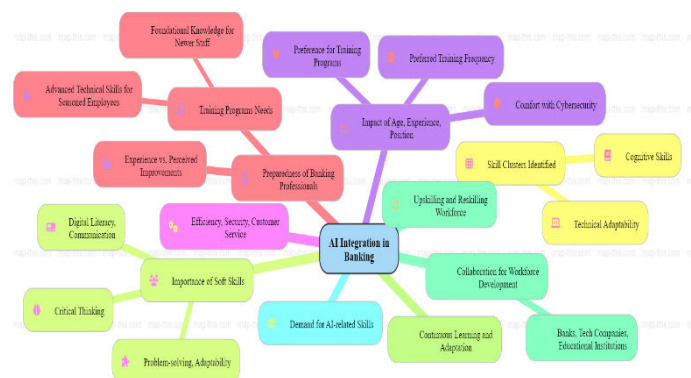 Foundational Knowledge for
Newer Staff
Preference for Training
Programs
Preferred Training Frequency
Advanced Technical Skills for
Seasoned Employees
Training Programs Needs
Impact of Age, Experience,
Position
Comfort with Cybersecurity
Experience vs. Perceived
Improvements
Preparedness of Banking
Professionals
Skill Clusters Identified
Cognitive Skills
Digital Literacy,
Communication
Efficiency, Security, Customer
Service
Upskilling and Reskilling
Workforce
Technical Adaptability
AI Integration in
Banking
Importance of Soft Skills
Collaboration for Workforce
Development
Critical Thinking
Demand for AI-related Skills
Continuous Learning and
Adaptation
Banks, Tech Companies,
Educational Institutions
Problem-solving, Adaptability